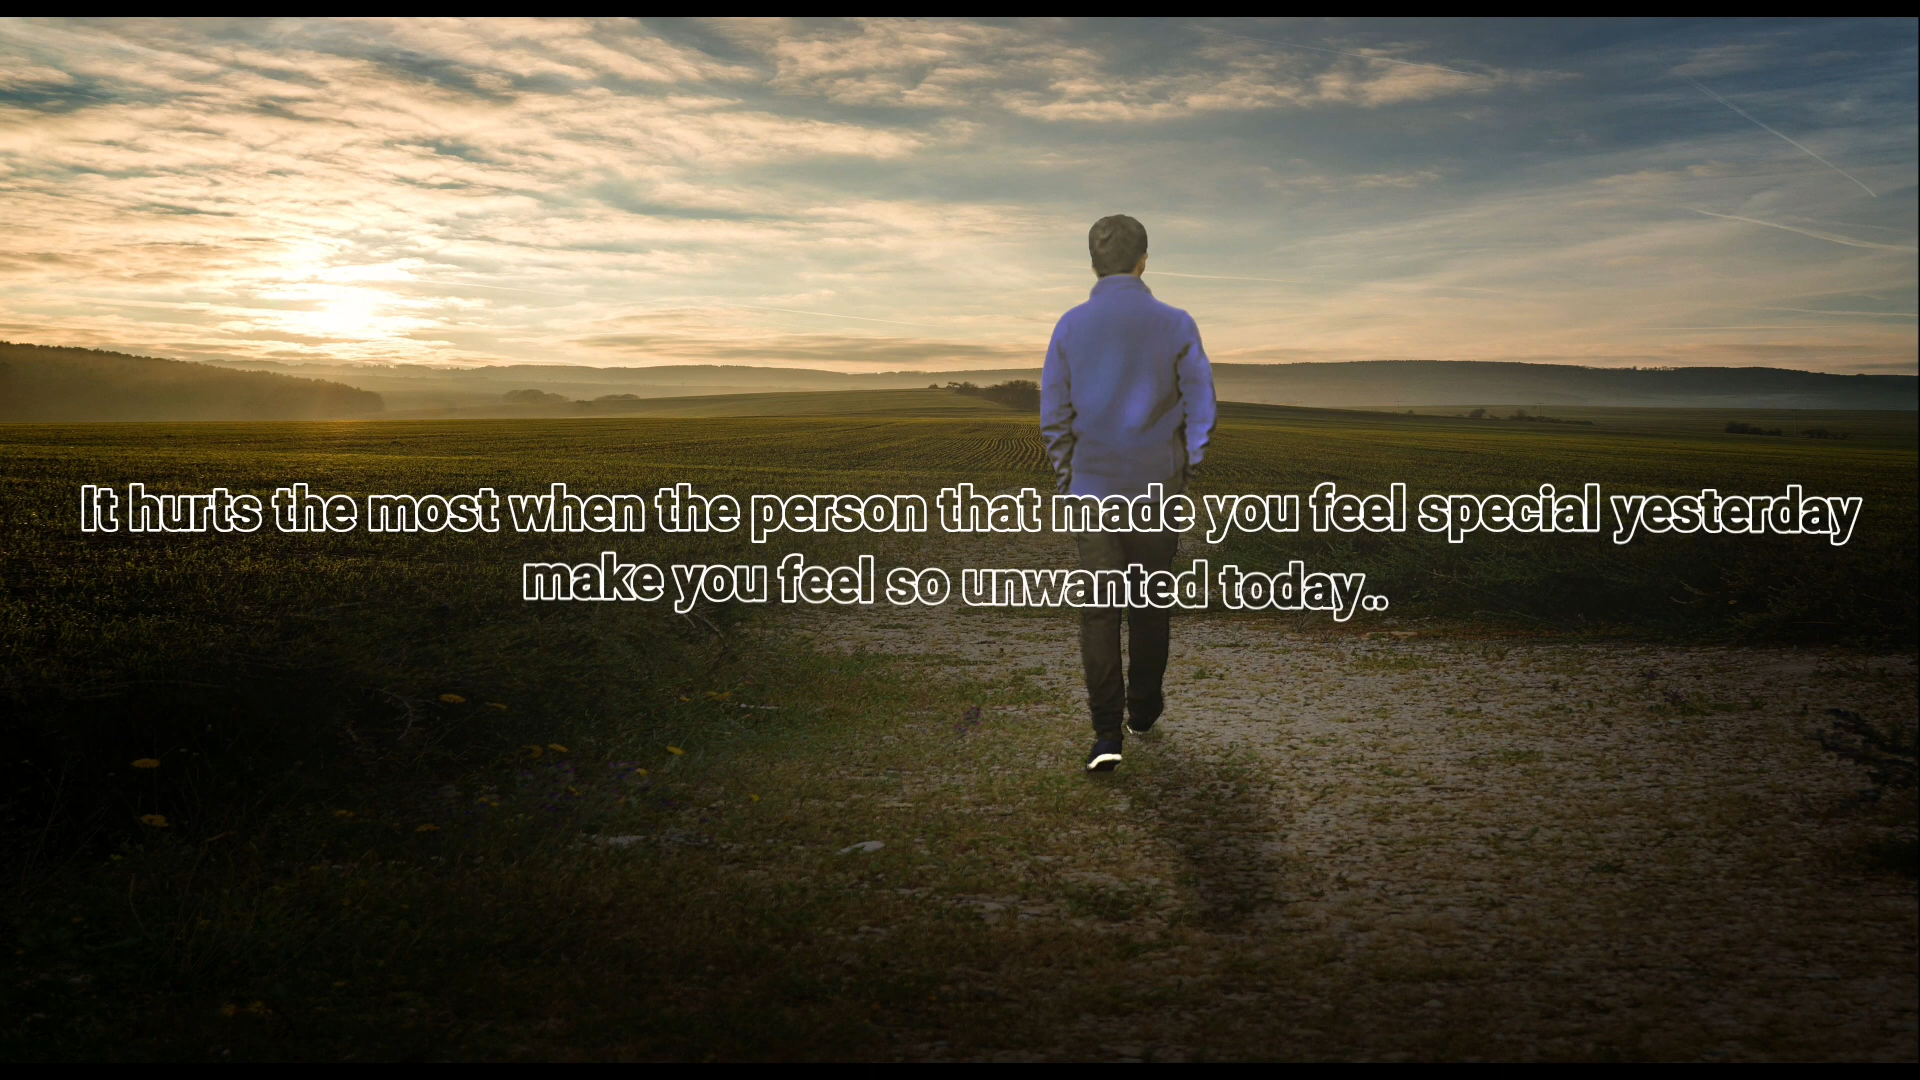 It hurts the most when the person that made you feel special yesterday
make you feel so unwanted today..